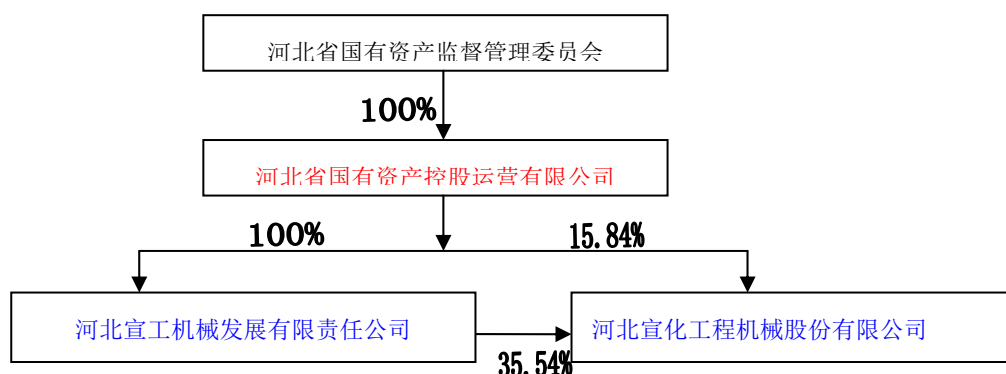 河北省国有资产监督管理委员会
100%
河北省国有资产控股运营有限公司
100%
15.84%
河北宣工机械发展有限责任公司
河北宣化工程机械股份有限公司
35.54%